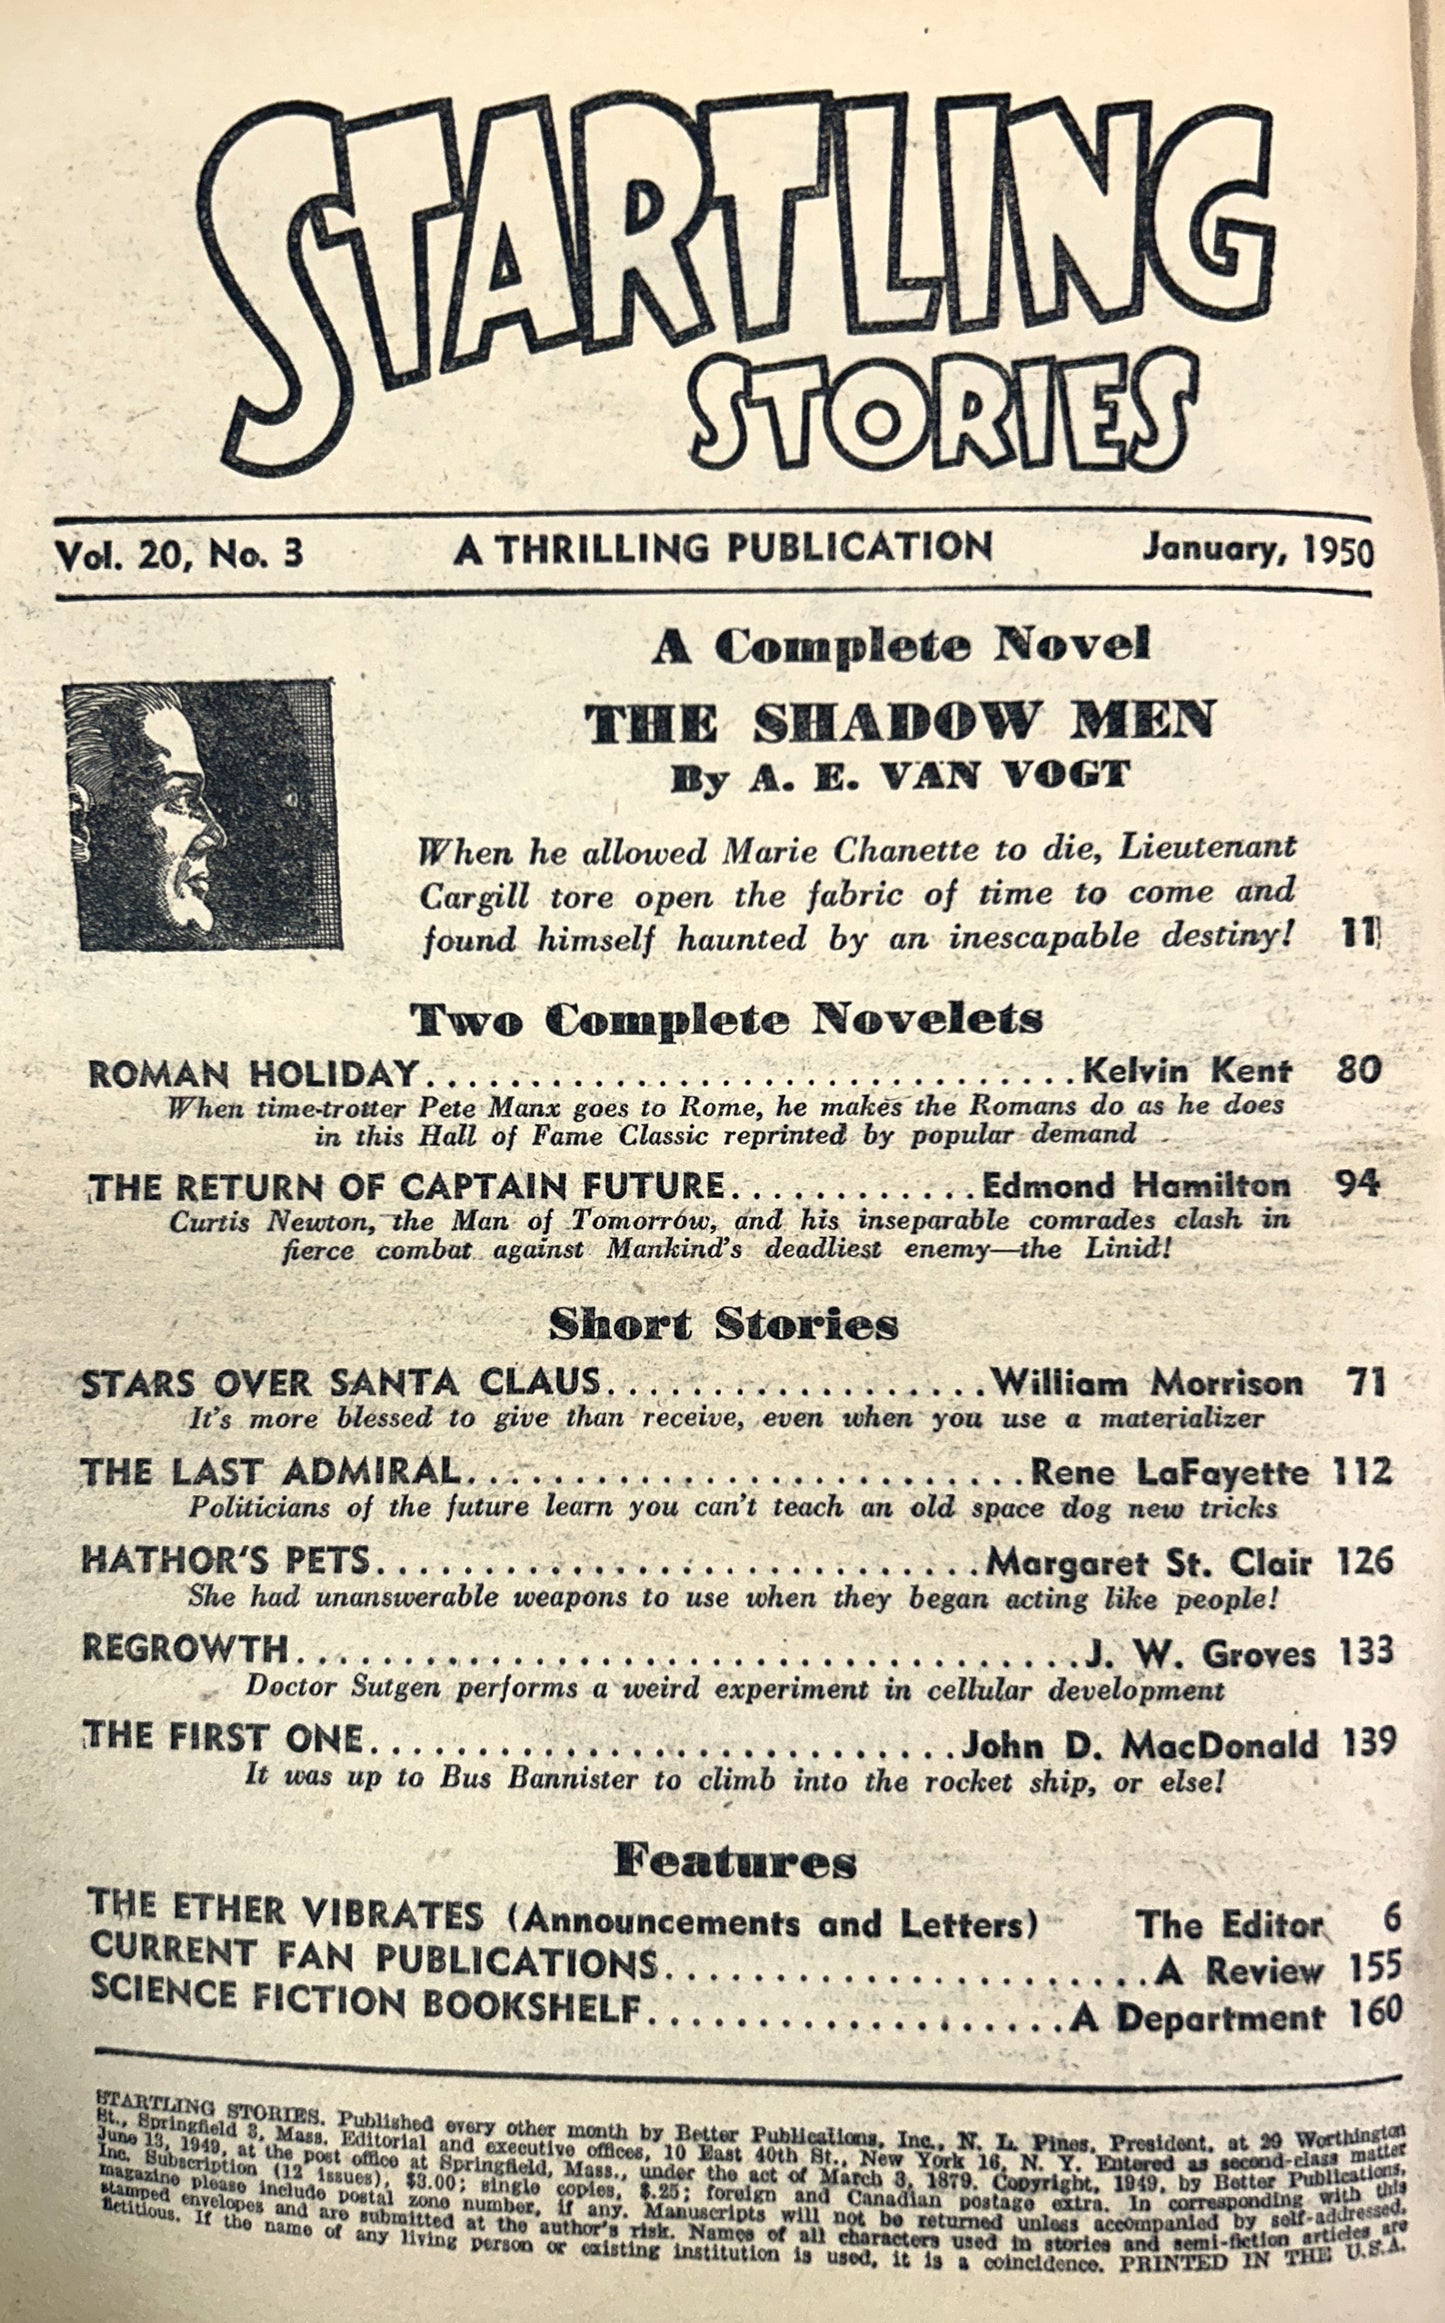 STARTLING
STORIES
Vol. 20, No. 3 A THRILLING PUBLICATION January, 1950
A Complete Novel
THE SHADOW MEN
By A. E. VAN VOGT
When he allowed Marie Chanette to die, Lieutenant
Cargill tore open the fabric of time to come and
found himself haunted by an inescapable destiny! 11
Two Complete Novelets
ROMAN HOLIDAY...............................Kelvin Kent 80
When time-trotter Pete Manx goes to Rome, he makes the Romans do as he does
in this Hall of Fame Classic reprinted by popular demand
THE RETURN OF CAPTAIN FUTURE............Edmond Hamilton 94
Curtis Newton, the Man of Tomorrow, and his inseparable comrades clash in
fierce combat against Mankind's deadliest enemy—the Linid!
Short Stories
STARS OVER SANTA CLAUS..................William Morrison 71
It's more blessed to give than receive, even when you use a materializer
THE LAST ADMIRAL..........................Rene LaFayette 112
Politicians of the future learn you can't teach an old space dog new tricks
HATHOR'S PETS............................Margaret St. Clair 126
She had unanswerable weapons to use when they began acting like people!
REGROWTH.....................................J. W. Groves 133
Doctor Sutgen performs a weird experiment in cellular development
THE FIRST ONE............................John D. MacDonald 139
It was up to Bus Bannister to climb into the rocket ship, or else!
Features
THE ETHER VIBRATES (Announcements and Letters) The Editor 6
CURRENT FAN PUBLICATIONS.......................A Review 155
SCIENCE FICTION BOOKSHELF....................A Department 160
STARTLING STORIES. Published every other month by Better Publications, Inc., N. L. Pines, President, at 29 Worthington
St., Springfield 3, Mass. Editorial and executive offices, 10 East 40th St., New York 16, N. Y. Entered as second-class matter
June 13, 1949, at the post office at Springfield, Mass., under the act of March 3, 1879. Copyright, 1949, by Better Publications,
Inc. Subscription (12 issues), $3.00; single copies, $.25; foreign and Canadian postage extra. In corresponding with this
magazine please include postal zone number, if any. Manuscripts will not be returned unless accompanied by self-addressed,
stamped envelopes and are submitted at the author's risk. Names of all characters used in stories and semi-fiction articles are
fictitious. If the name of any living person or existing institution is used, it is a coincidence. PRINTED IN THE U.S.A.